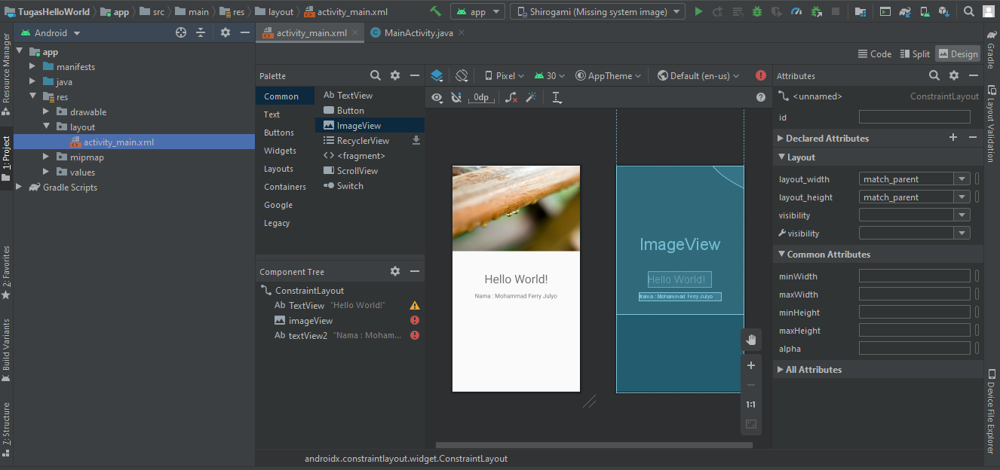 TugasHelloWorld app src main res layout activity_main.xml app Shirogami (Missing system image)
Android
activity_main.xml MainActivity.java
Code Split Design
Resource Manager
1: Project
2: Favorites
Build Variants
7: Structure
app
manifests
java
res
drawable
layout
activity_main.xml
mipmap
values
Gradle Scripts
Palette
Common
Text
Buttons
Widgets
Layouts
Containers
Google
Legacy
Ab TextView
Button
ImageView
RecyclerView
<> <fragment>
ScrollView
Switch
Component Tree
ConstraintLayout
Ab TextView "Hello World!"
imageView
Ab textView2 "Nama : Moham...
Pixel 30 AppTheme Default (en-us)
0dp
Hello World!
Nama : Mohammad Ferry Julyo
ImageView
Hello World!
Nama : Mohammad Ferry Julyo
1:1
androidx.constraintlayout.widget.ConstraintLayout
Attributes
<unnamed> ConstraintLayout
id
Declared Attributes
Layout
layout_width match_parent
layout_height match_parent
visibility
visibility
Common Attributes
minWidth
maxWidth
minHeight
maxHeight
alpha
All Attributes
Gradle
Layout Validation
Device File Explorer